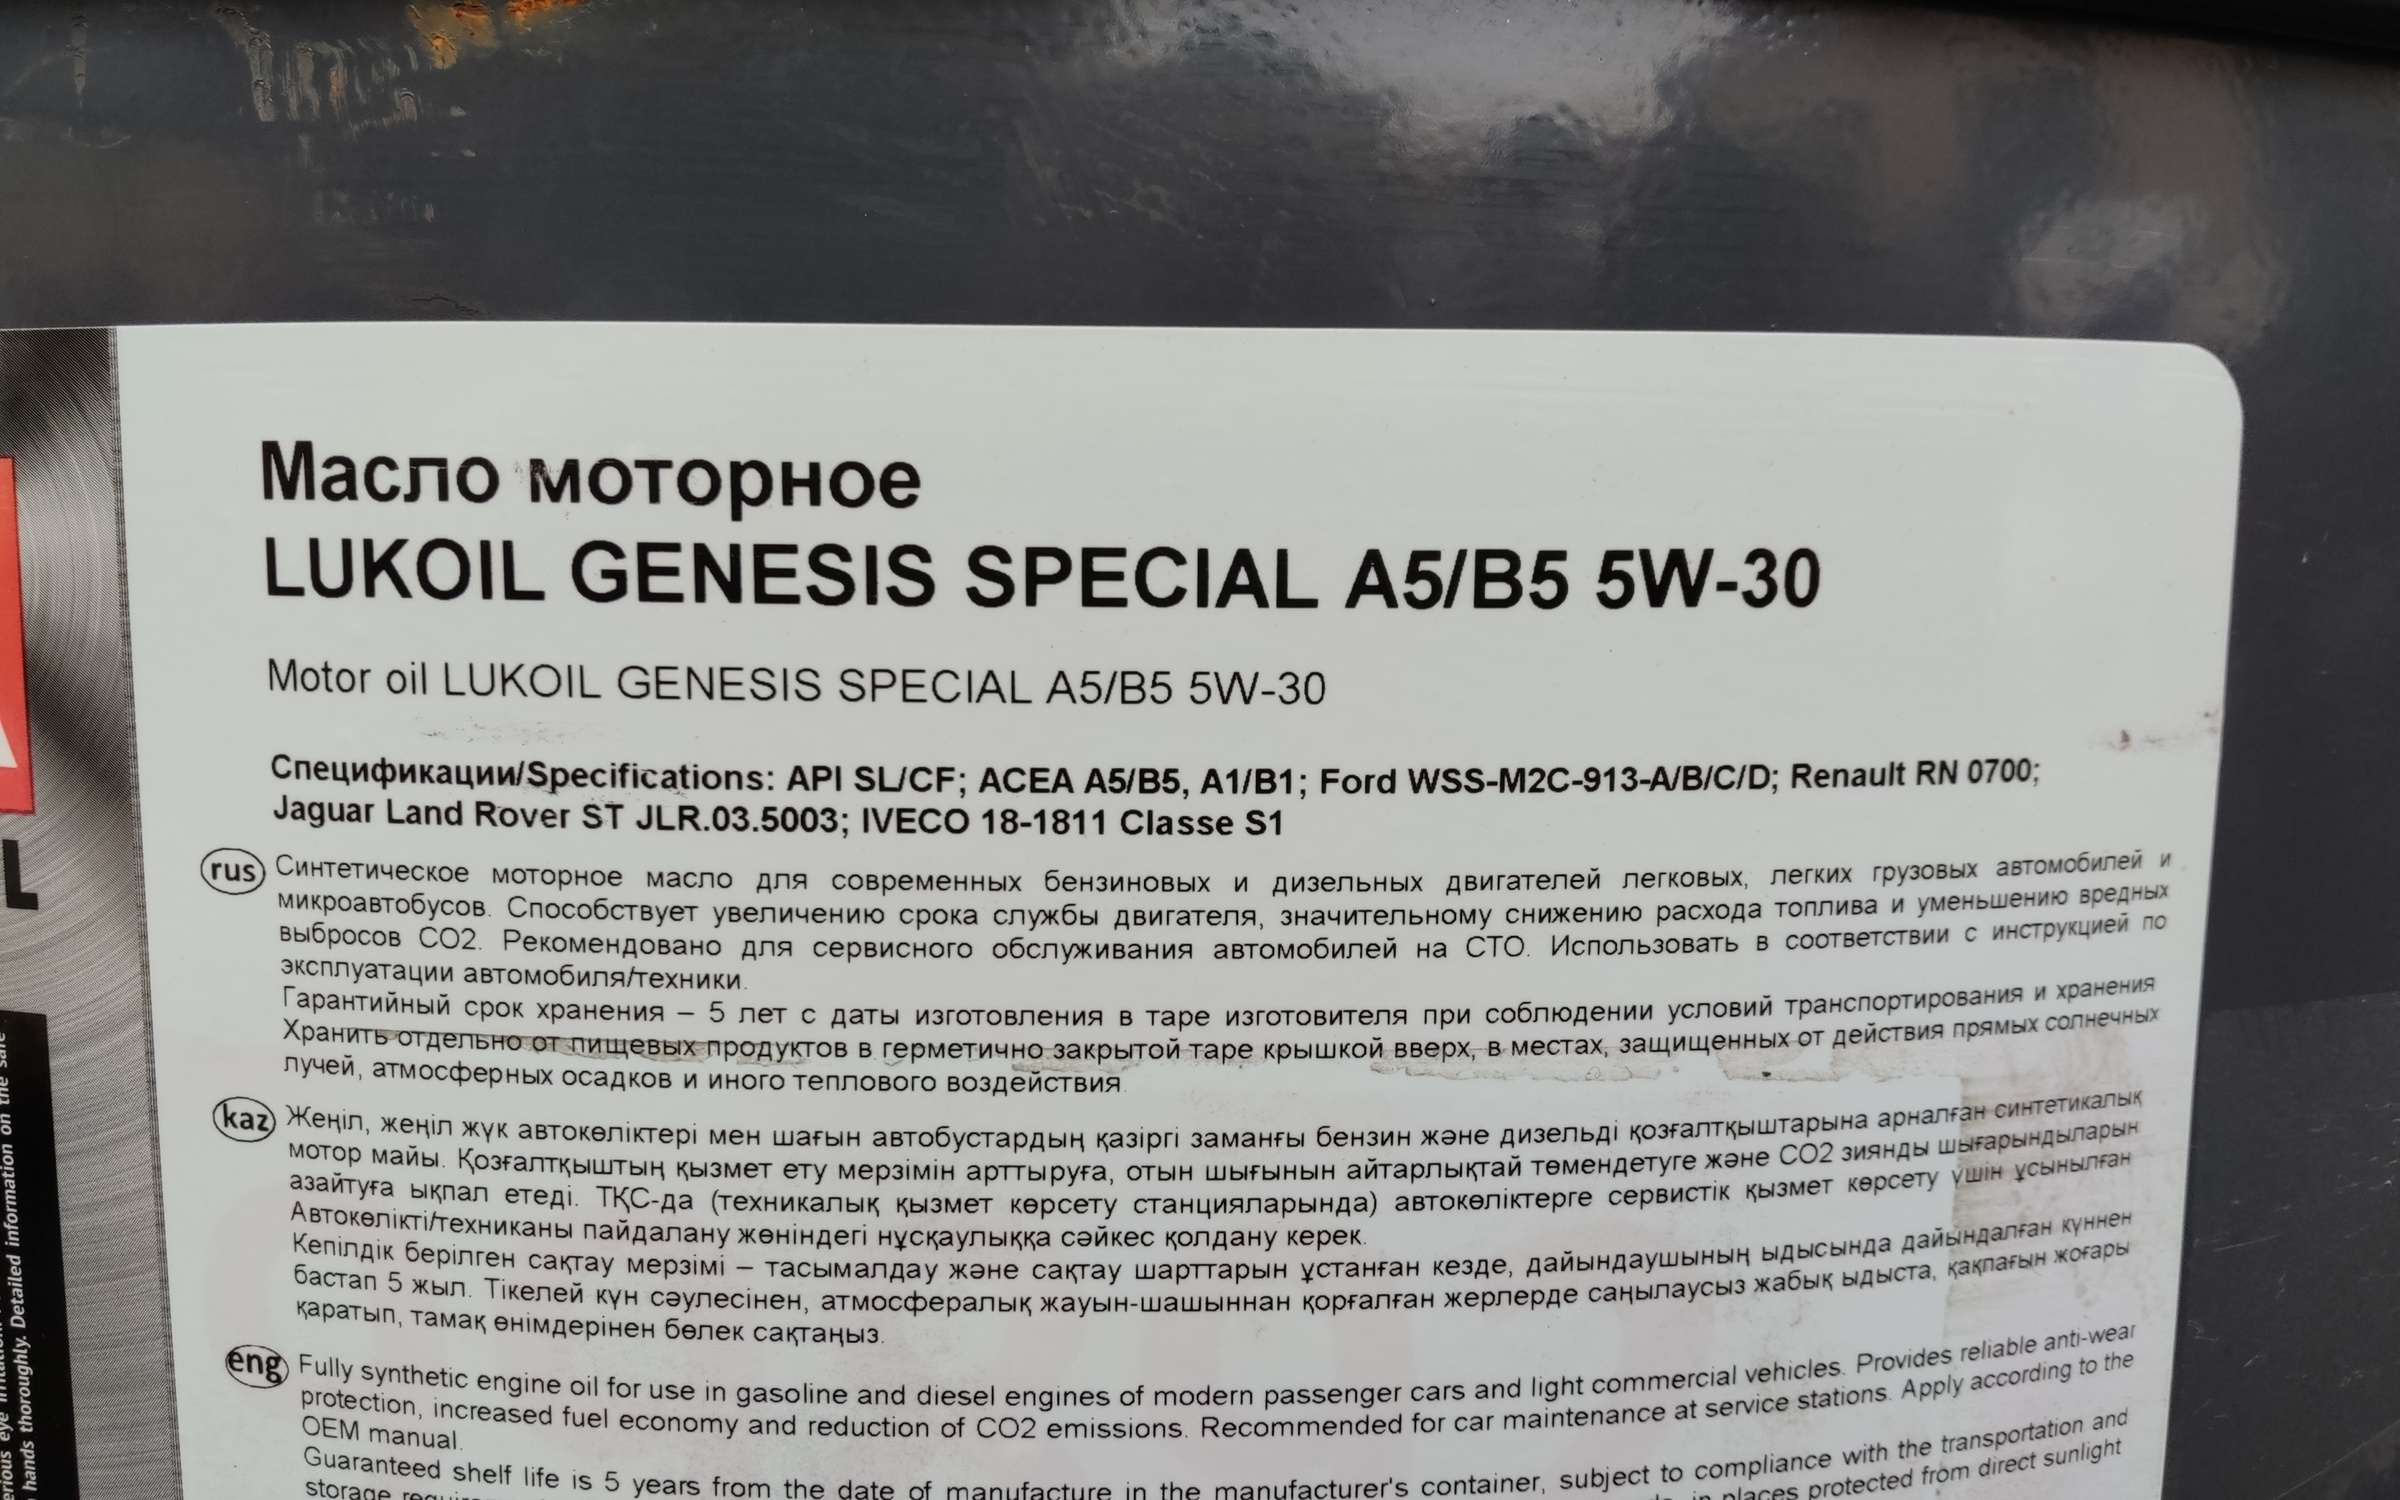 Масло моторное
LUKOIL GENESIS SPECIAL A5/B5 5W-30
Motor oil LUKOIL GENESIS SPECIAL A5/B5 5W-30
Спецификации/Specifications: API SL/CF; ACEA A5/B5, A1/B1; Ford WSS-M2C-913-A/B/C/D; Renault RN 0700;
Jaguar Land Rover ST JLR.03.5003; IVECO 18-1811 Classe S1
rus Синтетическое моторное масло для современных бензиновых и дизельных двигателей легковых, легких грузовых автомобилей и
микроавтобусов. Способствует увеличению срока службы двигателя, значительному снижению расхода топлива и уменьшению вредных
выбросов CO2. Рекомендовано для сервисного обслуживания автомобилей на СТО. Использовать в соответствии с инструкцией по
эксплуатации автомобиля/техники.
Гарантийный срок хранения – 5 лет с даты изготовления в таре изготовителя при соблюдении условий транспортирования и хранения
Хранить отдельно от пищевых продуктов в герметично закрытой таре крышкой вверх, в местах, защищенных от действия прямых солнечных
лучей, атмосферных осадков и иного теплового воздействия.
kaz Жеңіл, жеңіл жүк автокөліктері мен шағын автобустардың қазіргі заманғы бензин және дизельді қозғалтқыштарына арналған синтетикалық
мотор майы. Қозғалтқыштың қызмет ету мерзімін арттыруға, отын шығынын айтарлықтай төмендетуге және CO2 зиянды шығарындыларын
азайтуға ықпал етеді. ТҚС-да (техникалық қызмет көрсету станцияларында) автокөліктерге сервистік қызмет көрсету үшін ұсынылған
Автокөлікті/техниканы пайдалану жөніндегі нұсқаулыққа сәйкес қолдану керек.
Кепілдік берілген сақтау мерзімі – тасымалдау және сақтау шарттарын ұстанған кезде, дайындаушының ыдысында дайындалған күннен
бастап 5 жыл. Тікелей күн сәулесінен, атмосфералық жауын-шашыннан қорғалған жерлерде саңылаусыз жабық ыдыста, қақпағын жоғары
қаратып, тамақ өнімдерінен бөлек сақтаңыз.
eng Fully synthetic engine oil for use in gasoline and diesel engines of modern passenger cars and light commercial vehicles. Provides reliable anti-wear
protection, increased fuel economy and reduction of CO2 emissions. Recommended for car maintenance at service stations. Apply according to the
OEM manual.
Guaranteed shelf life is 5 years from the date of manufacture in the manufacturer's container, subject to compliance with the transportation and
storage in places protected from direct sunlight
hands thoroughly. Detailed information on the safe